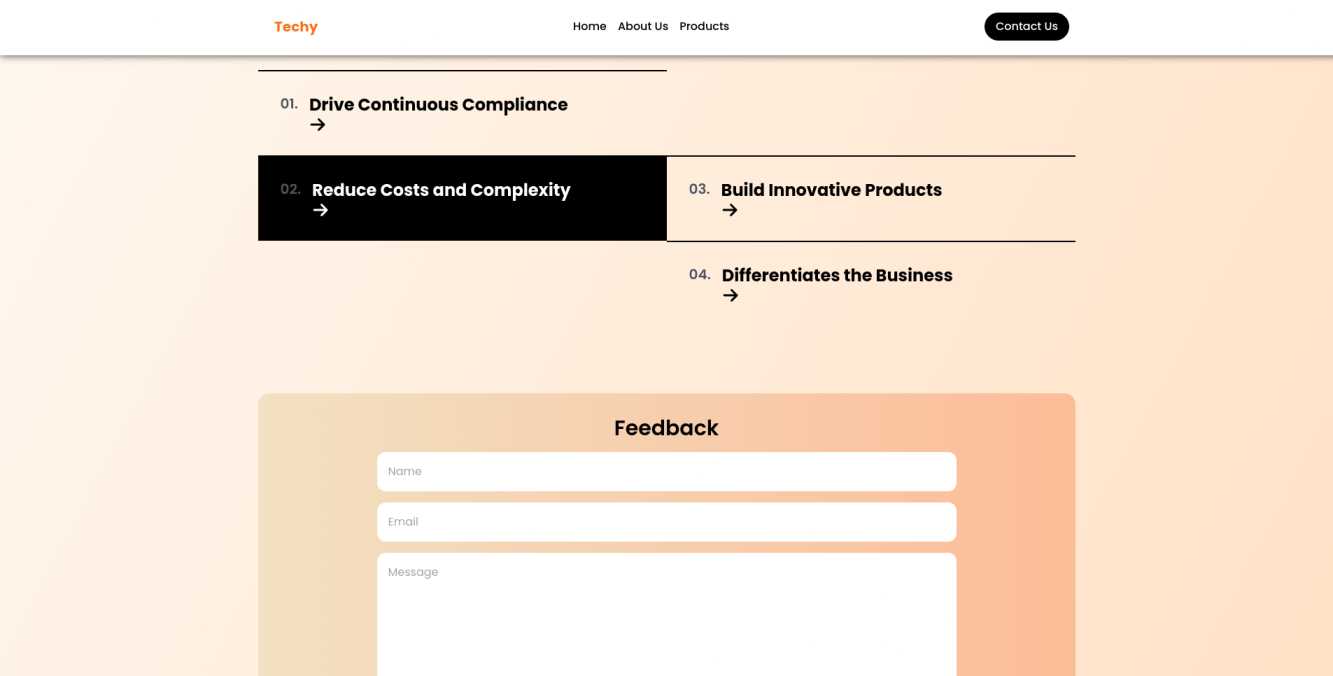 Techy
Home About Us Products
Contact Us
01. Drive Continuous Compliance
02. Reduce Costs and Complexity
03. Build Innovative Products
04. Differentiates the Business
Feedback
Name
Email
Message